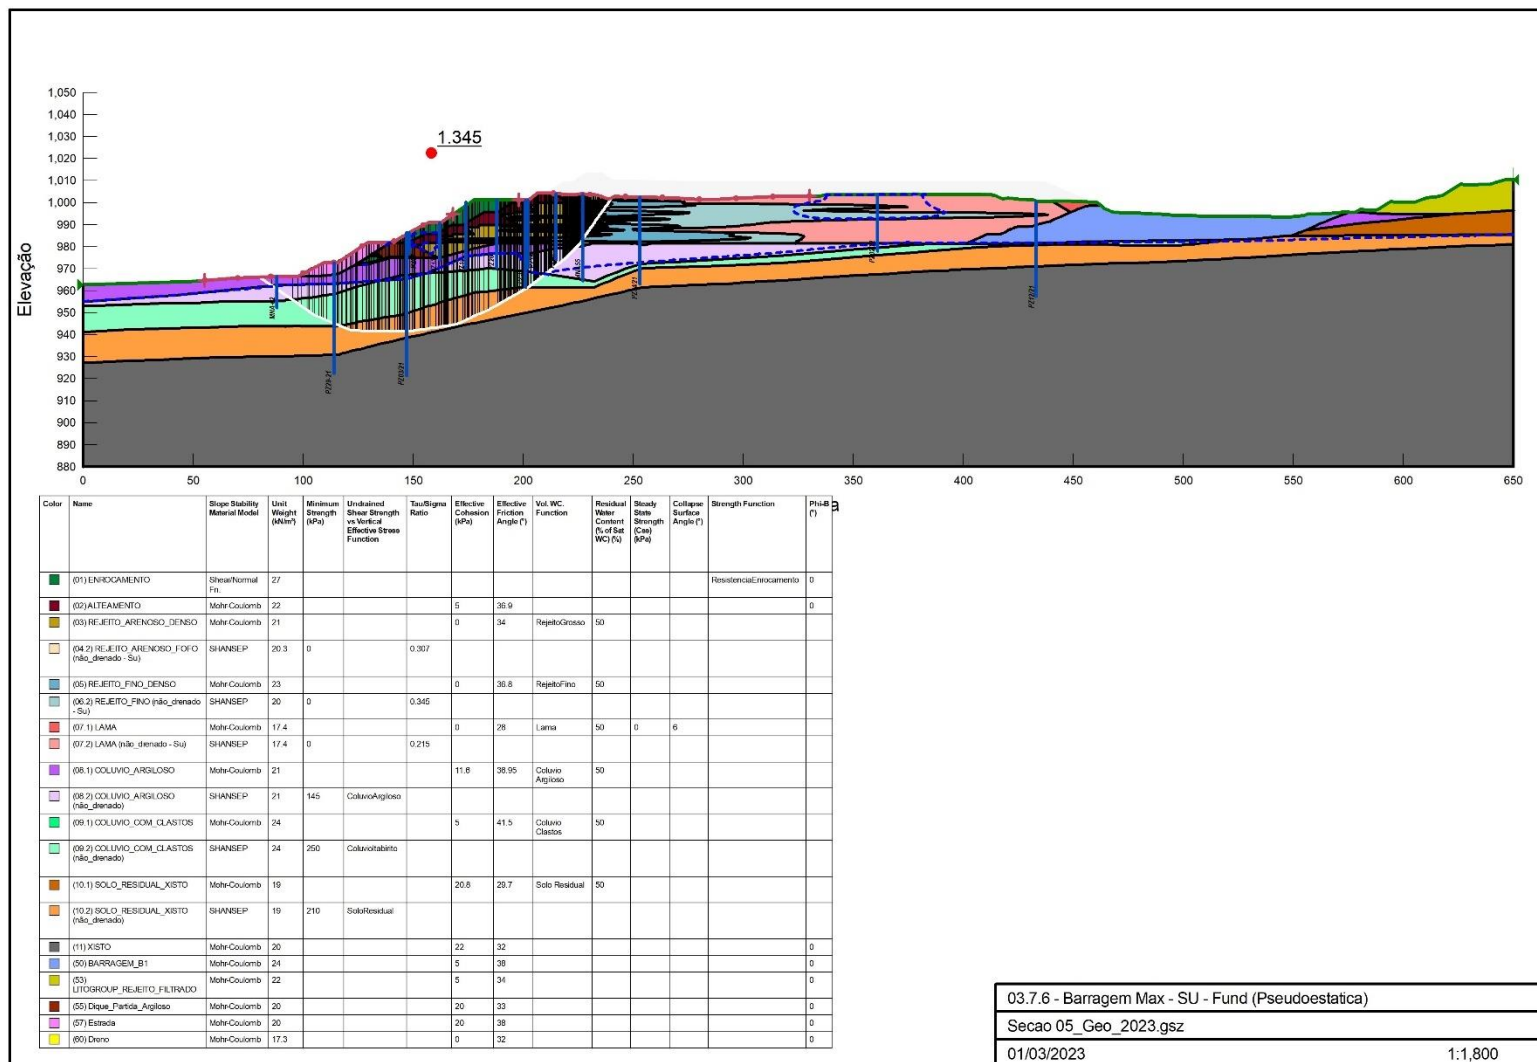 1.345
1,050
1,040
1,030
1,020
1,010
1,000
990
980
970
960
950
940
930
920
910
900
890
880
Elevação
MNA-02
PZ29-21
PZ03/21
PZ12/21
0 50 100 150 200 250 300 350 400 450 500 550 600 650
a
Color Name Slope Stability Material Model Unit Weight (kN/m³) Minimum Strength (kPa) Undrained Shear Strength vs Vertical Effective Stress Function Tau/Sigma Ratio Effective Cohesion (kPa) Effective Friction Angle (°) Vol. WC. Function Residual Water Content (% of Sat WC) (%) Steady State Strength (Css) (kPa) Collapse Surface Angle (°) Strength Function Phi-B (°)
(01) ENROCAMENTO Shear/Normal Fn. 27 ResistenciaEnrocamento 0
(02) ALTEAMENTO Mohr-Coulomb 22 5 36.9 0
(03) REJEITO_ARENOSO_DENSO Mohr-Coulomb 21 0 34 RejeitoGrosso 50
(04.2) REJEITO_ARENOSO_FOFO (não_drenado - Su) SHANSEP 20.3 0 0.307
(05) REJEITO_FINO_DENSO Mohr-Coulomb 23 0 36.8 RejeitoFino 50
(06.2) REJEITO_FINO (não_drenado - Su) SHANSEP 20 0 0.345
(07.1) LAMA Mohr-Coulomb 17.4 0 28 Lama 50 0 6
(07.2) LAMA (não_drenado - Su) SHANSEP 17.4 0 0.215
(08.1) COLUVIO_ARGILOSO Mohr-Coulomb 21 11.6 38.95 Coluvio Argiloso 50
(08.2) COLUVIO_ARGILOSO (não_drenado) SHANSEP 21 145 ColuvioArgiloso
(09.1) COLUVIO_COM_CLASTOS Mohr-Coulomb 24 5 41.5 Coluvio Clastos 50
(09.2) COLUVIO_COM_CLASTOS (não_drenado) SHANSEP 24 250 ColuvioItabirito
(10.1) SOLO_RESIDUAL_XISTO Mohr-Coulomb 19 20.8 29.7 Solo Residual 50
(10.2) SOLO_RESIDUAL_XISTO (não_drenado) SHANSEP 19 210 SoloResidual
(11) XISTO Mohr-Coulomb 20 22 32 0
(50) BARRAGEM_B1 Mohr-Coulomb 24 5 38 0
(53) LITOGROUP_REJEITO_FILTRADO Mohr-Coulomb 22 5 34 0
(55) Dique_Partida_Argiloso Mohr-Coulomb 20 20 33 0
(57) Estrada Mohr-Coulomb 20 20 38 0
(60) Dreno Mohr-Coulomb 17.3 0 32 0
03.7.6 - Barragem Max - SU - Fund (Pseudoestatica)
Secao 05_Geo_2023.gsz
01/03/2023 1:1,800